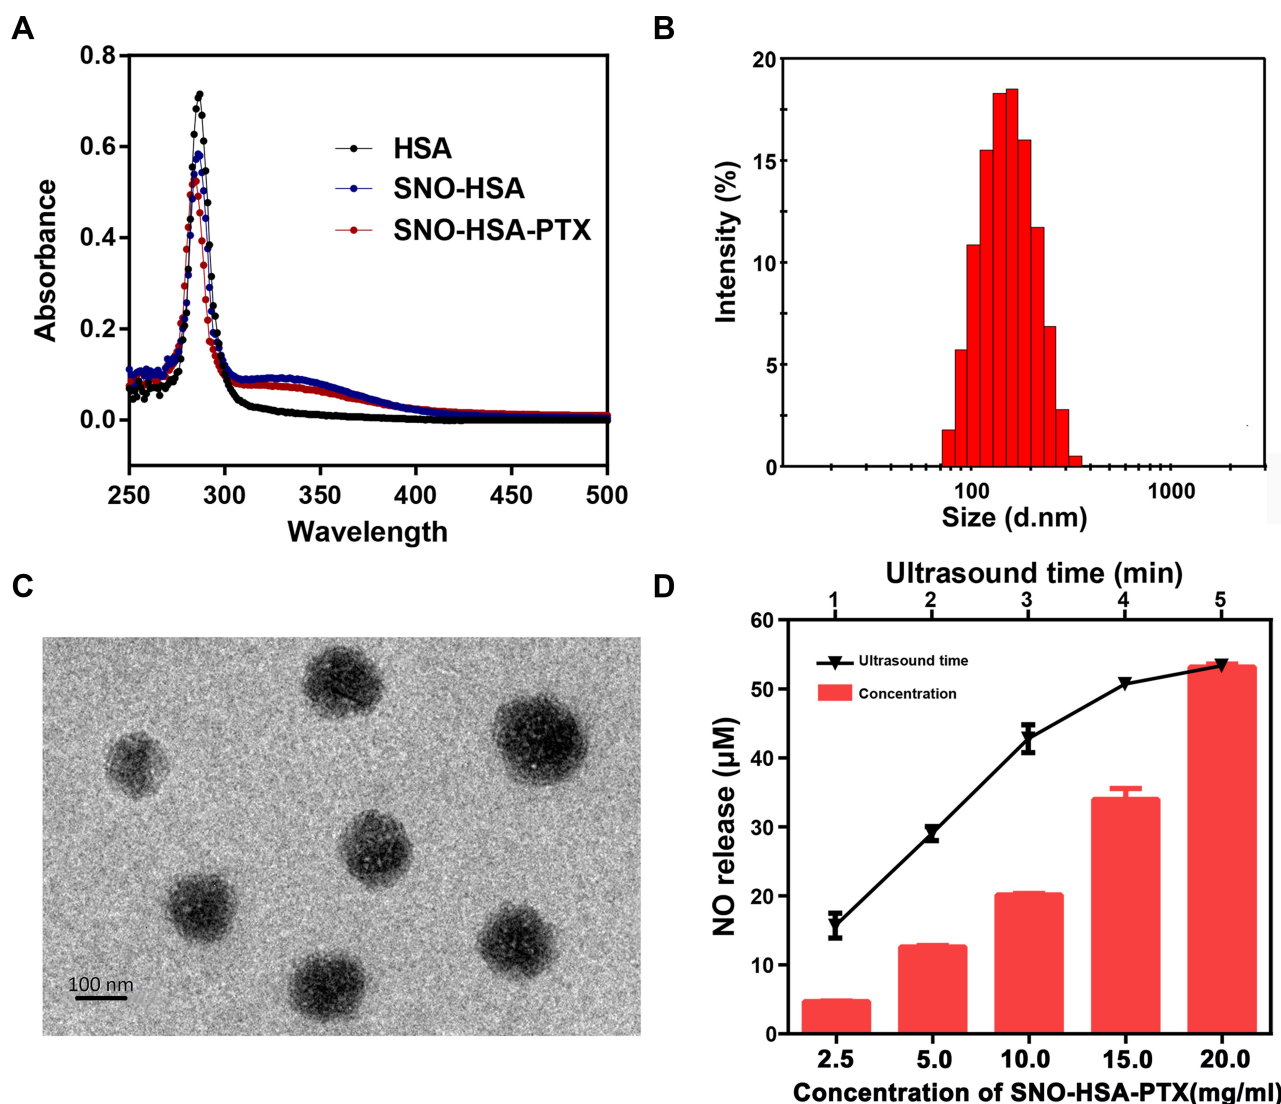 A
0.8
0.6
0.4
0.2
0.0
Absorbance
HSA
SNO-HSA
SNO-HSA-PTX
250 300 350 400 450 500
Wavelength
B
20
15
10
5
0
Intensity (%)
100 1000
Size (d.nm)
C
100 nm
D
Ultrasound time (min)
1 2 3 4 5
60
50
40
30
20
10
0
NO release (µM)
Ultrasound time
Concentration
2.5 5.0 10.0 15.0 20.0
Concentration of SNO-HSA-PTX(mg/ml)